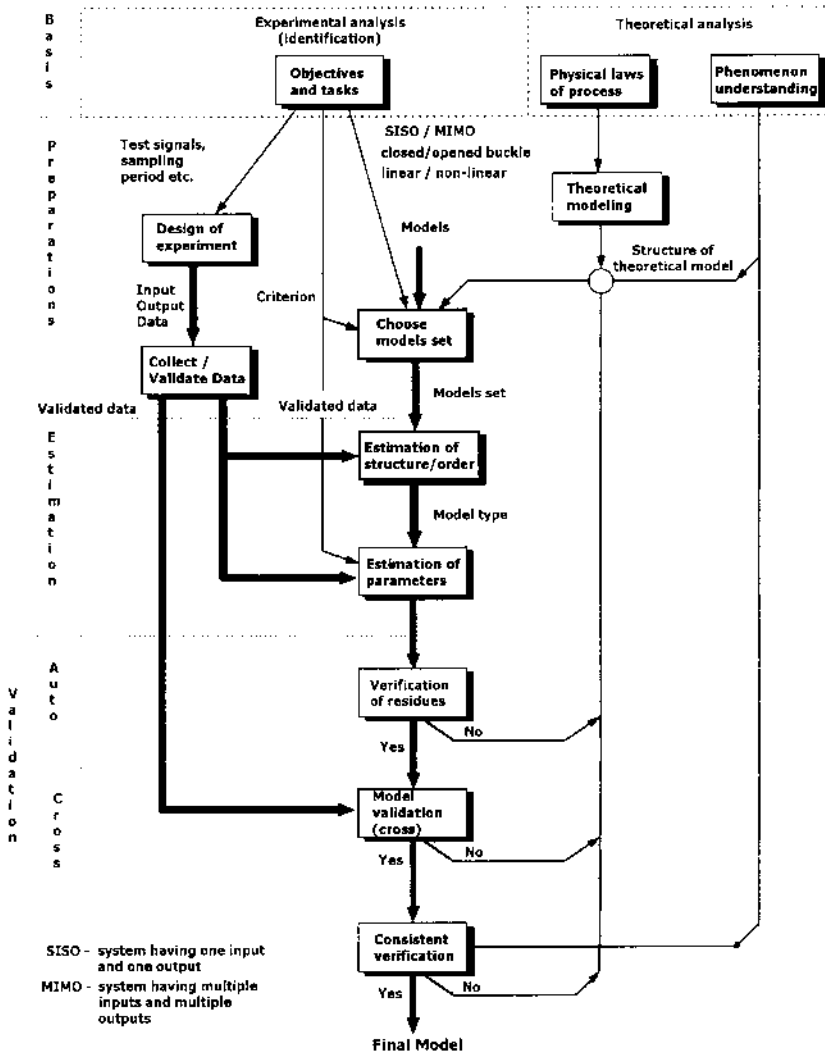 Basis
Experimental analysis
(identification)
Theoretical analysis
Objectives
and tasks
Physical laws
of process
Phenomenon
understanding
Preparations
Test signals,
sampling
period etc.
SISO / MIMO
closed/opened buckle
linear / non-linear
Theoretical
modeling
Design of
experiment
Models
Structure of
theoretical model
Input
Output
Data
Criterion
Choose
models set
Collect /
Validate Data
Models set
Validated data
Validated data
Estimation
Estimation of
structure/order
Model type
Estimation of
parameters
Validation
Auto
Verification
of residues
No
Yes
Cross
Model
validation
(cross)
No
Yes
Consistent
verification
No
Yes
SISO - system having one input
and one output
MIMO - system having multiple
inputs and multiple
outputs
Final Model